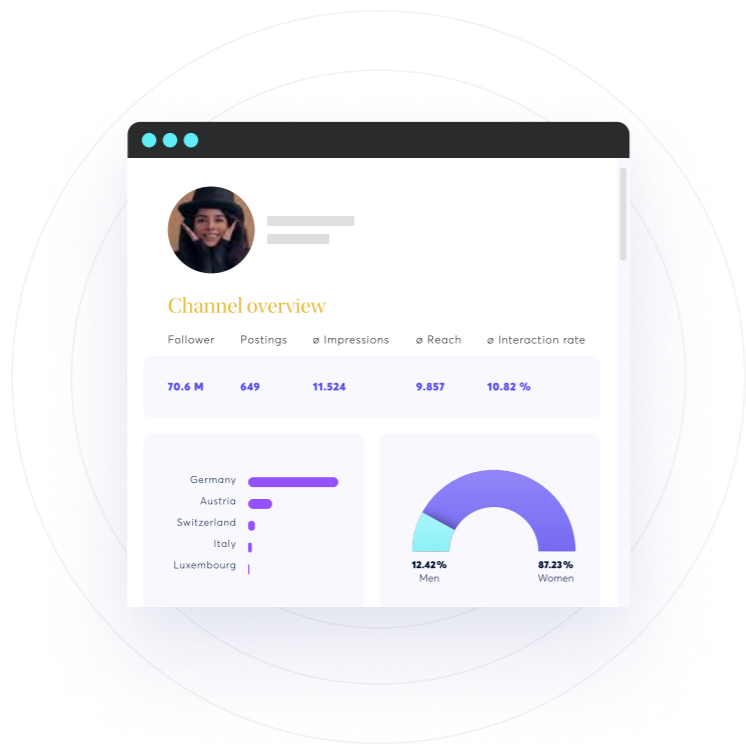 Channel overview
Follower Postings ø Impressions ø Reach ø Interaction rate
70.6 M 649 11.524 9.857 10.82 %
Germany
Austria
Switzerland
Italy
Luxembourg
12.42% 87.23%
Men Women